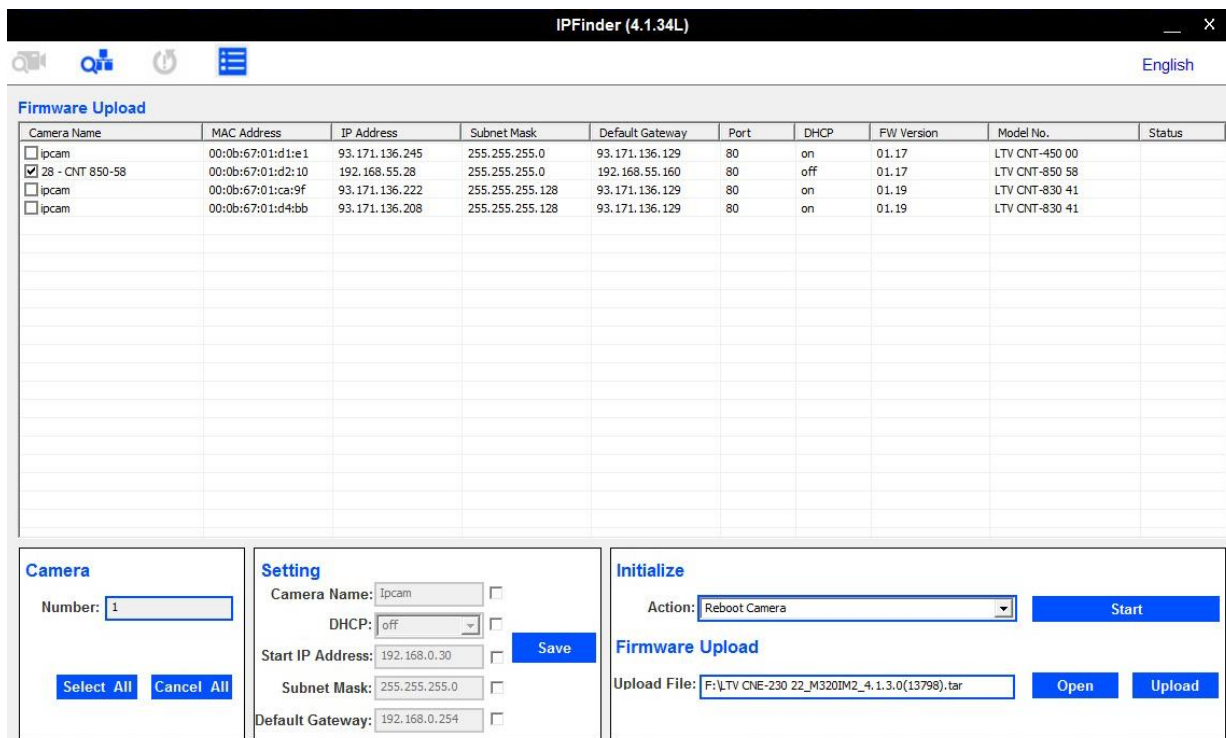 IPFinder (4.1.34L)
English
Firmware Upload
Camera Name MAC Address IP Address Subnet Mask Default Gateway Port DHCP FW Version Model No. Status
ipcam 00:0b:67:01:d1:e1 93.171.136.245 255.255.255.0 93.171.136.129 80 on 01.17 LTV CNT-450 00
28 - CNT 850-58 00:0b:67:01:d2:10 192.168.55.28 255.255.255.0 192.168.55.160 80 off 01.17 LTV CNT-850 58
ipcam 00:0b:67:01:ca:9f 93.171.136.222 255.255.255.128 93.171.136.129 80 on 01.19 LTV CNT-830 41
ipcam 00:0b:67:01:d4:bb 93.171.136.208 255.255.255.128 93.171.136.129 80 on 01.19 LTV CNT-830 41
Camera
Number: 1
Select All Cancel All
Setting
Camera Name: Ipcam
DHCP: off
Start IP Address: 192.168.0.30
Subnet Mask: 255.255.255.0
Default Gateway: 192.168.0.254
Save
Initialize
Action: Reboot Camera Start
Firmware Upload
Upload File: F:\LTV CNE-230 22_M320IM2_4.1.3.0(13798).tar Open Upload